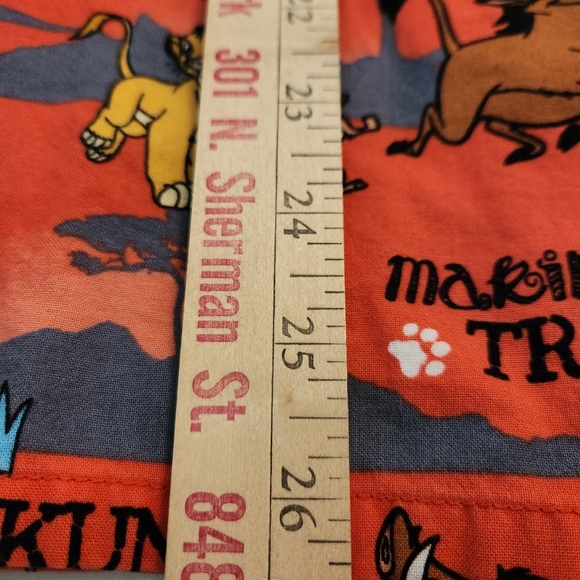 k 301 N. Sherman St. 848
22
23
24
25
26
MAKIN
TR
KUN